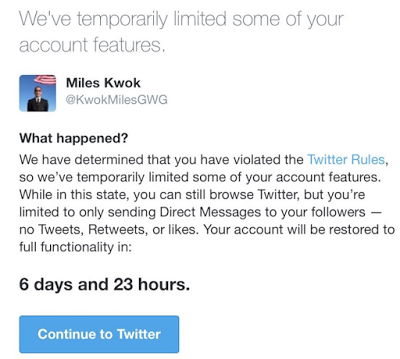 We've temporarily limited some of your
account features.
Miles Kwok
@KwokMilesGWG
What happened?
We have determined that you have violated the Twitter Rules,
so we've temporarily limited some of your account features.
While in this state, you can still browse Twitter, but you're
limited to only sending Direct Messages to your followers —
no Tweets, Retweets, or likes. Your account will be restored to
full functionality in:
6 days and 23 hours.
Continue to Twitter